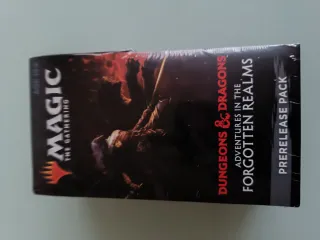 MAGIC
THE GATHERING
DUNGEONS & DRAGONS
ADVENTURES IN THE
FORGOTTEN REALMS
PRERELEASE PACK